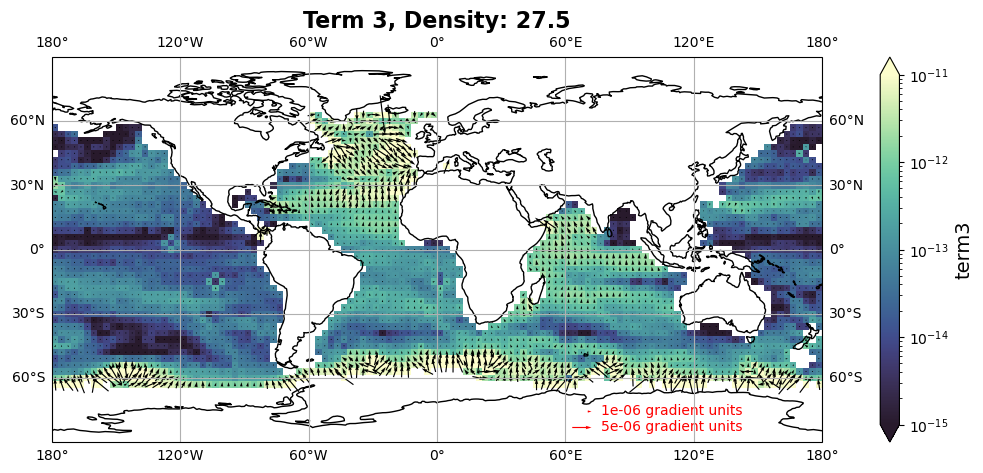 Term 3, Density: 27.5
180° 120°W 60°W 0° 60°E 120°E 180°
60°N 60°N
30°N 30°N
0° 0°
30°S 30°S
60°S 60°S
1e-06 gradient units
5e-06 gradient units
180° 120°W 60°W 0° 60°E 120°E 180°
10⁻¹¹
10⁻¹²
10⁻¹³
10⁻¹⁴
10⁻¹⁵
term3